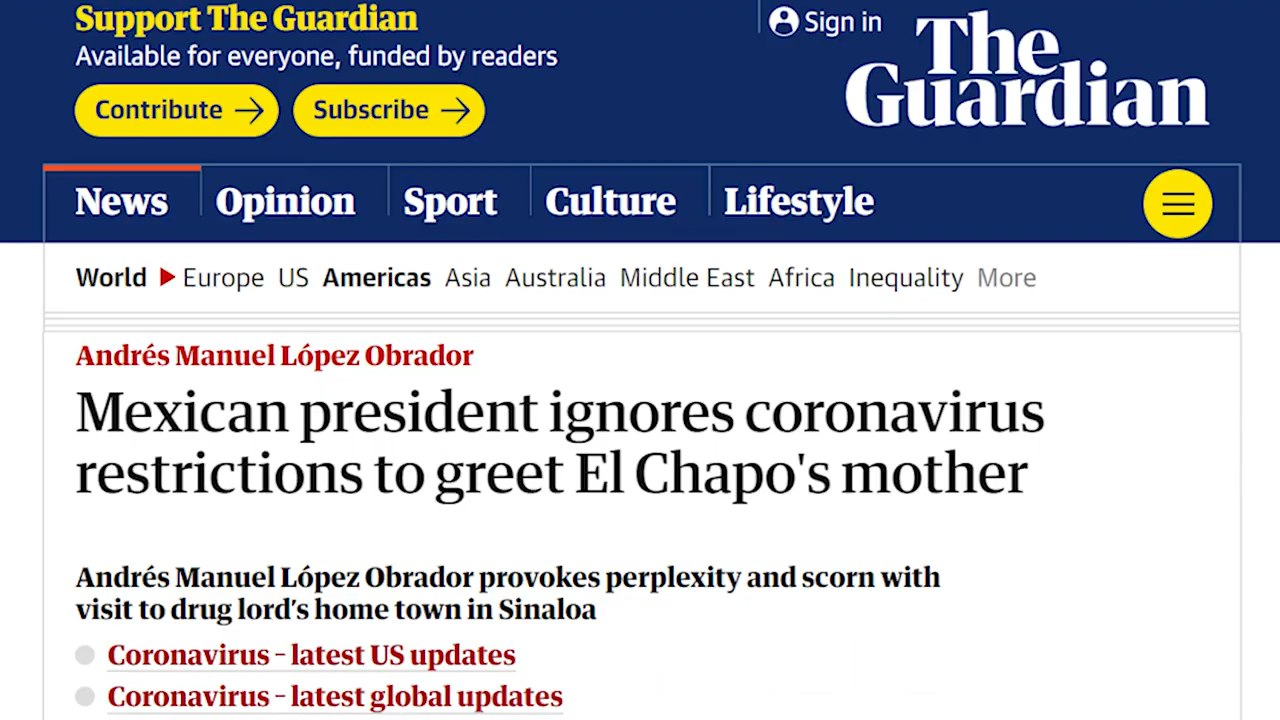 Support The Guardian
Available for everyone, funded by readers
Contribute
Subscribe
Sign in
The
Guardian
News
Opinion
Sport
Culture
Lifestyle
World Europe US Americas Asia Australia Middle East Africa Inequality More
Andrés Manuel López Obrador
Mexican president ignores coronavirus
restrictions to greet El Chapo's mother
Andrés Manuel López Obrador provokes perplexity and scorn with
visit to drug lord’s home town in Sinaloa
Coronavirus – latest US updates
Coronavirus – latest global updates